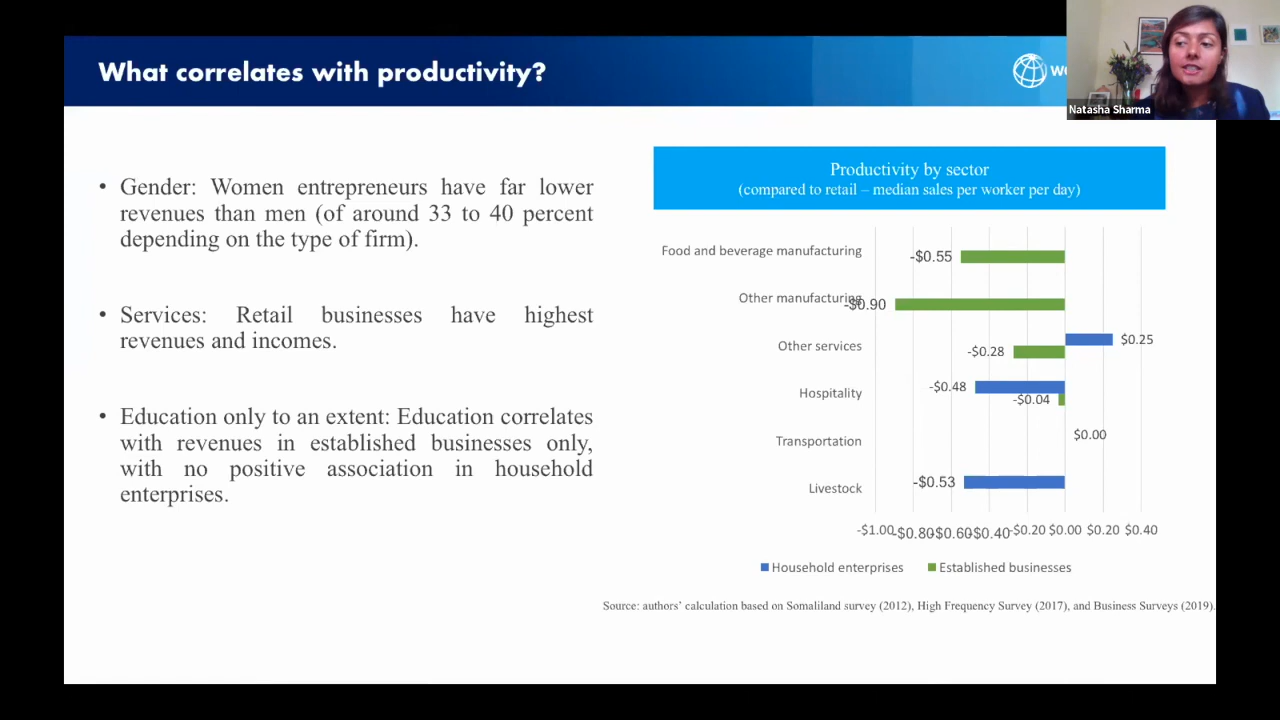 What correlates with productivity?
Natasha Sharma
• Gender: Women entrepreneurs have far lower
revenues than men (of around 33 to 40 percent
depending on the type of firm).
• Services: Retail businesses have highest
revenues and incomes.
• Education only to an extent: Education correlates
with revenues in established businesses only,
with no positive association in household
enterprises.
Productivity by sector
(compared to retail – median sales per worker per day)
Food and beverage manufacturing -$0.55
Other manufacturing -$0.90
Other services $0.25 -$0.28
Hospitality -$0.48 -$0.04
Transportation $0.00
Livestock -$0.53
-$1.00 -$0.80 -$0.60 -$0.40 -$0.20 $0.00 $0.20 $0.40
Household enterprises Established businesses
Source: authors’ calculation based on Somaliland survey (2012), High Frequency Survey (2017), and Business Surveys (2019).